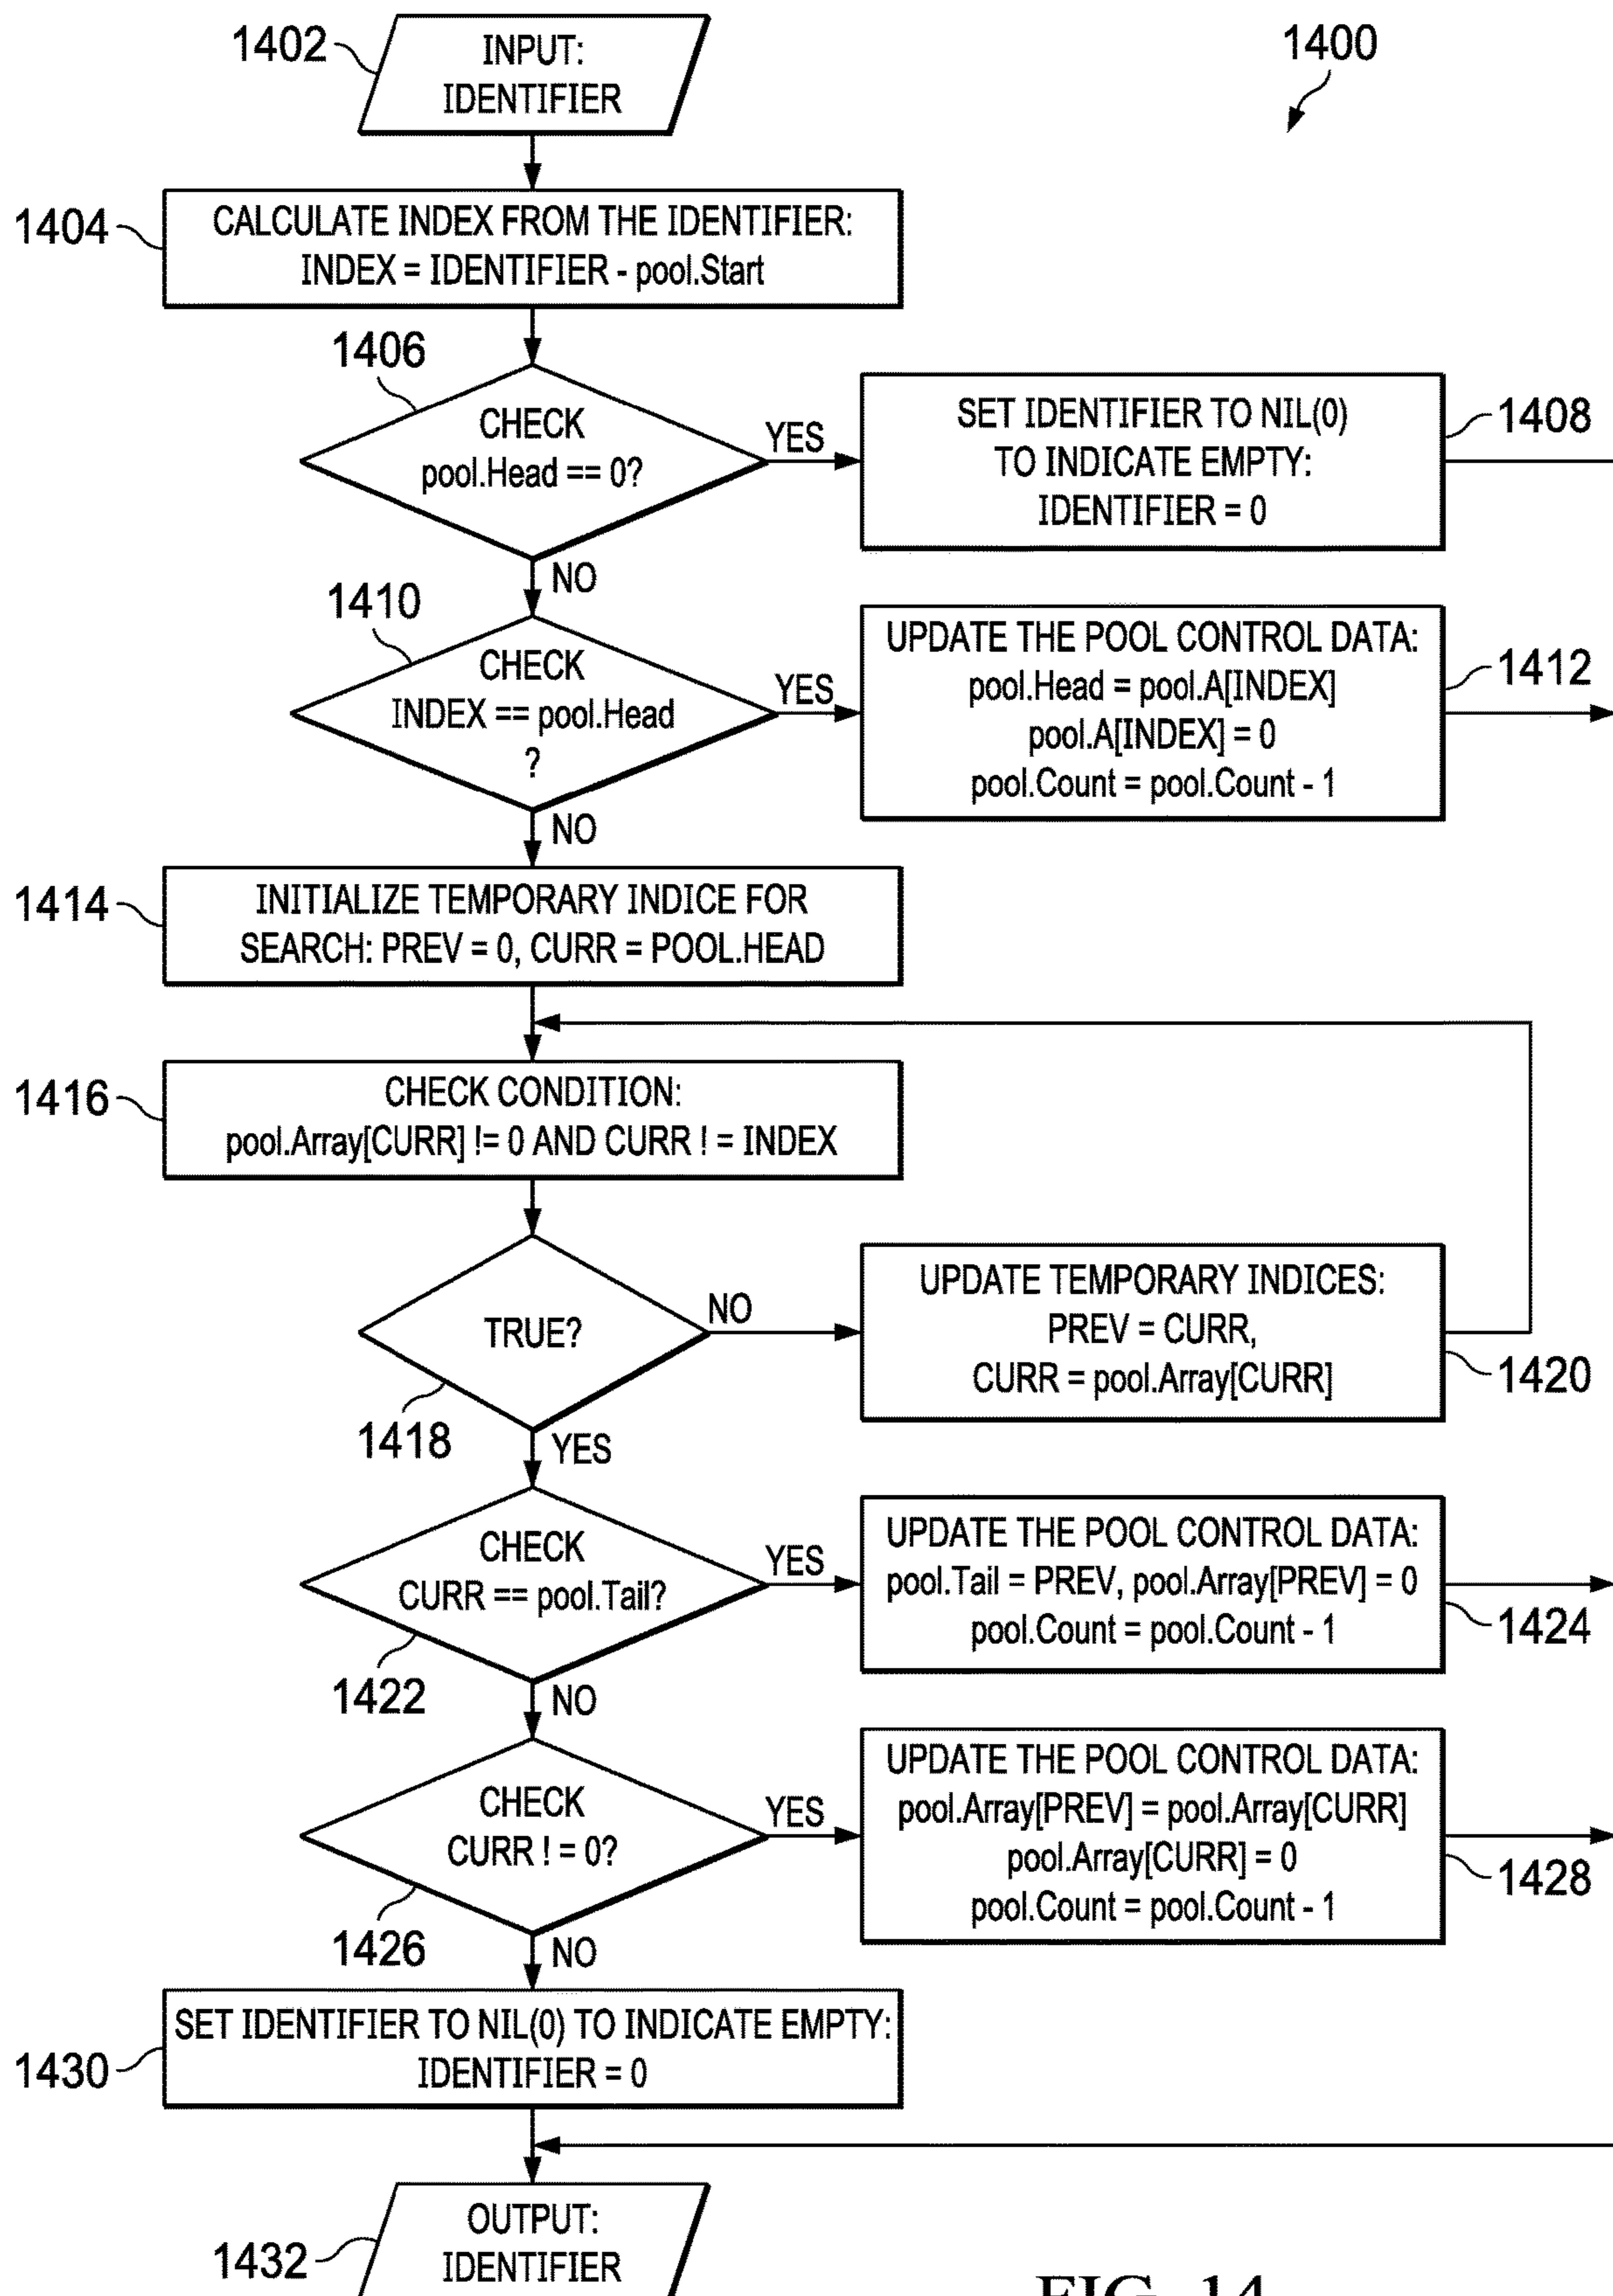 1402
INPUT:
IDENTIFIER
1400
1404
CALCULATE INDEX FROM THE IDENTIFIER:
INDEX = IDENTIFIER - pool.Start
1406
CHECK
pool.Head == 0?
YES
SET IDENTIFIER TO NIL(0)
TO INDICATE EMPTY:
IDENTIFIER = 0
1408
NO
1410
CHECK
INDEX == pool.Head
?
YES
UPDATE THE POOL CONTROL DATA:
pool.Head = pool.A[INDEX]
pool.A[INDEX] = 0
pool.Count = pool.Count - 1
1412
NO
1414
INITIALIZE TEMPORARY INDICE FOR
SEARCH: PREV = 0, CURR = POOL.HEAD
1416
CHECK CONDITION:
pool.Array[CURR] != 0 AND CURR ! = INDEX
TRUE?
1418
NO
UPDATE TEMPORARY INDICES:
PREV = CURR,
CURR = pool.Array[CURR]
1420
YES
CHECK
CURR == pool.Tail?
1422
YES
UPDATE THE POOL CONTROL DATA:
pool.Tail = PREV, pool.Array[PREV] = 0
pool.Count = pool.Count - 1
1424
NO
CHECK
CURR ! = 0?
1426
YES
UPDATE THE POOL CONTROL DATA:
pool.Array[PREV] = pool.Array[CURR]
pool.Array[CURR] = 0
pool.Count = pool.Count - 1
1428
NO
1430
SET IDENTIFIER TO NIL(0) TO INDICATE EMPTY:
IDENTIFIER = 0
1432
OUTPUT:
IDENTIFIER
FIG. 14